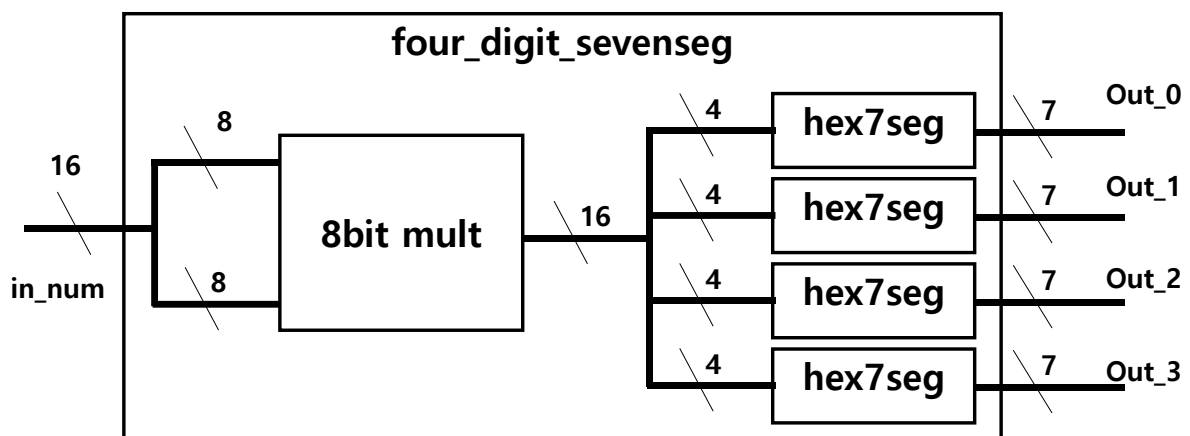 four_digit_sevenseg
16
in_num
8
8
8bit mult
16
4
hex7seg
7
Out_0
4
hex7seg
7
Out_1
4
hex7seg
7
Out_2
4
hex7seg
7
Out_3